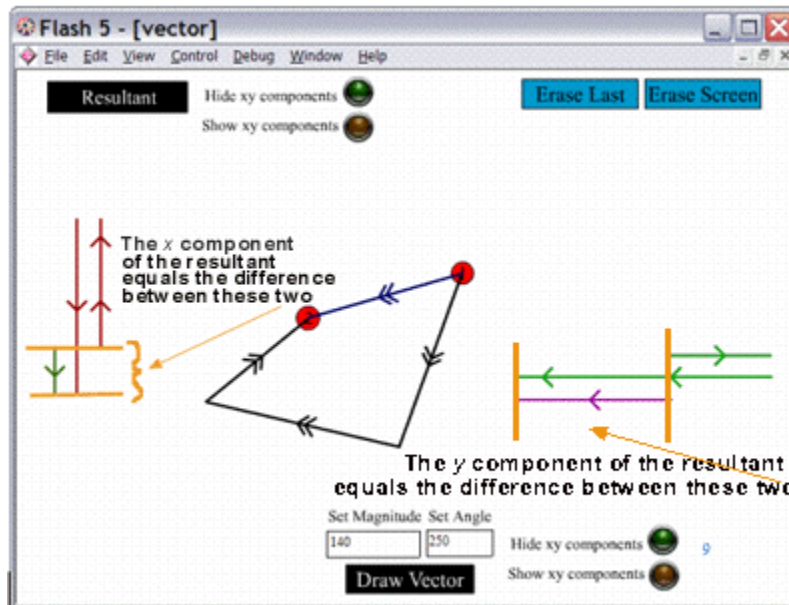 Flash 5 - [vector]
File Edit View Control Debug Window Help
Resultant
Hide xy components
Show xy components
Erase Last
Erase Screen
The x component
of the resultant
equals the difference
between these two
The y component of the resultant
equals the difference between these two
Set Magnitude Set Angle
140 250
Draw Vector
Hide xy components
Show xy components
9